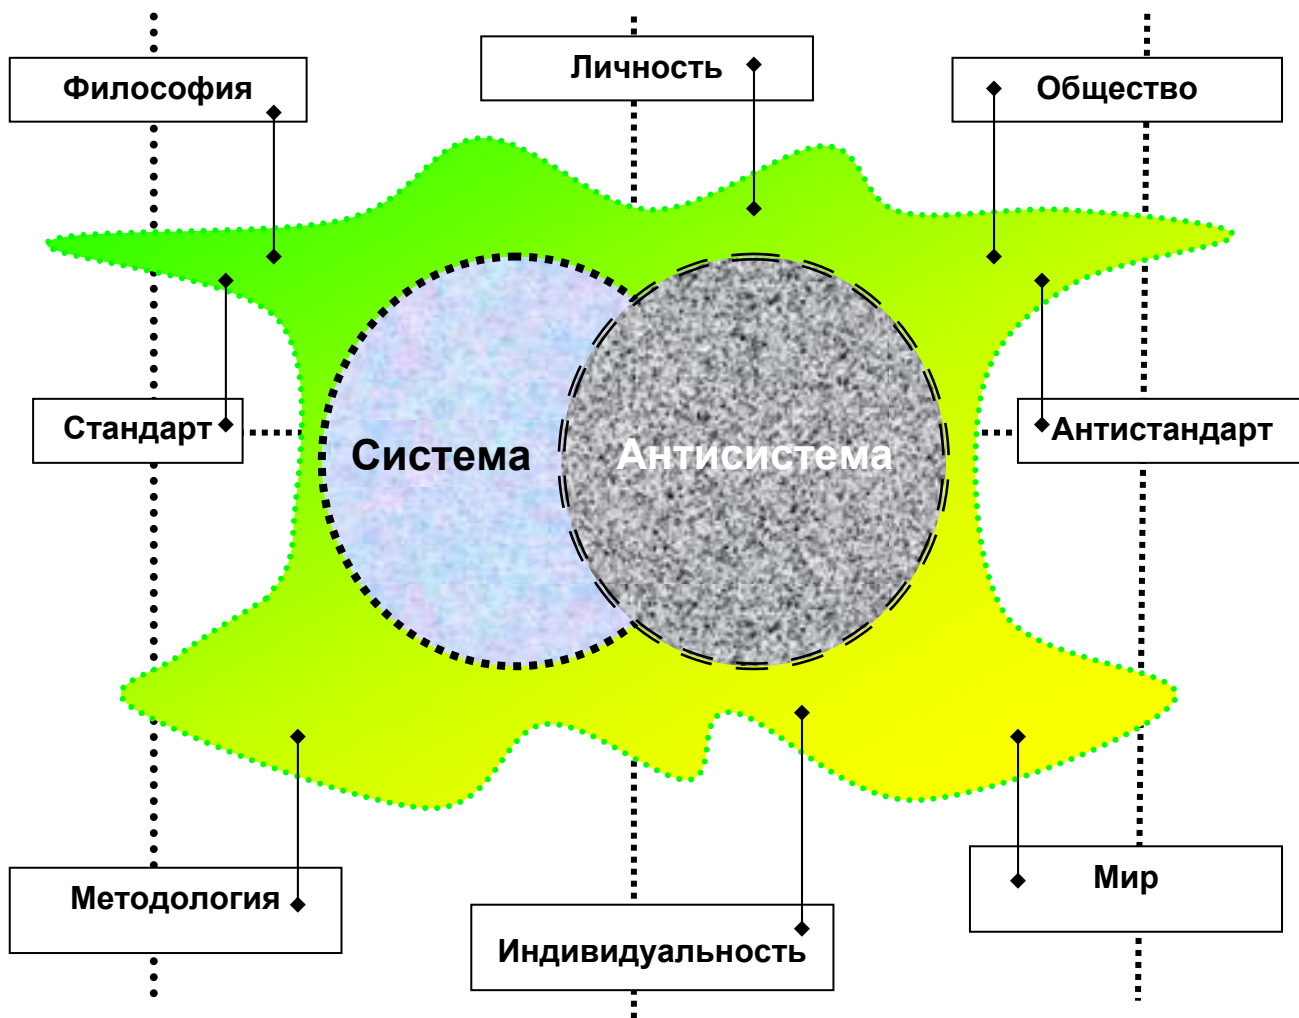 Философия
Личность
Общество
Стандарт
Антистандарт
Система
Антисистема
Методология
Индивидуальность
Мир